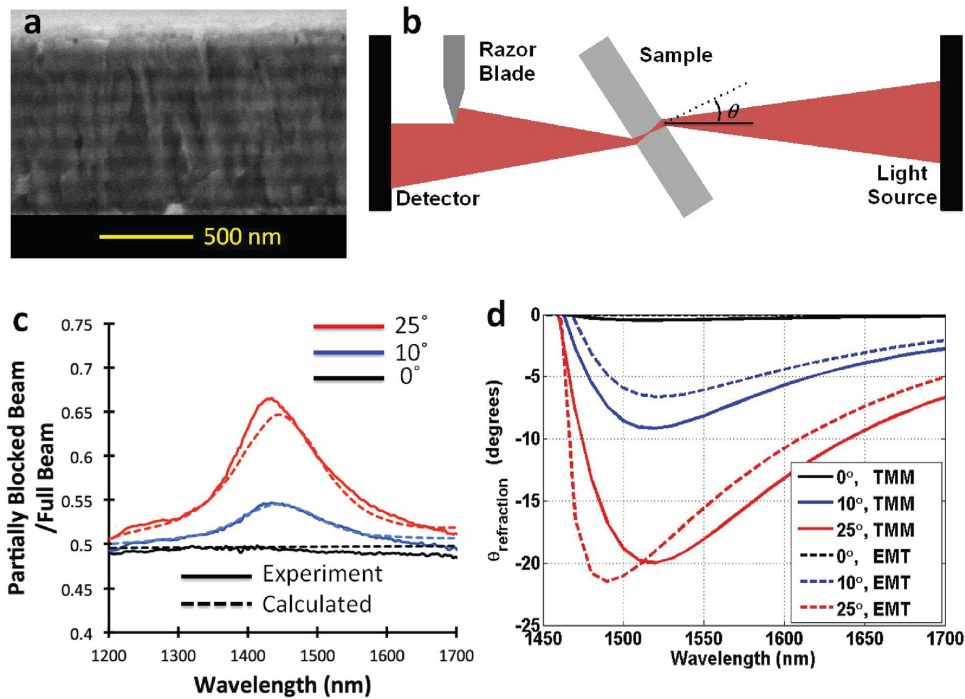 a
500 nm
b
Razor
Blade
Sample
θ
Detector
Light
Source
c
Partially Blocked Beam
/Full Beam
0.75
0.7
0.65
0.6
0.55
0.5
0.45
0.4
25°
10°
0°
Experiment
Calculated
1200 1300 1400 1500 1600 1700
Wavelength (nm)
d
θrefraction (degrees)
0
-5
-10
-15
-20
-25
0°, TMM
10°, TMM
25°, TMM
0°, EMT
10°, EMT
25°, EMT
1450 1500 1550 1600 1650 1700
Wavelength (nm)